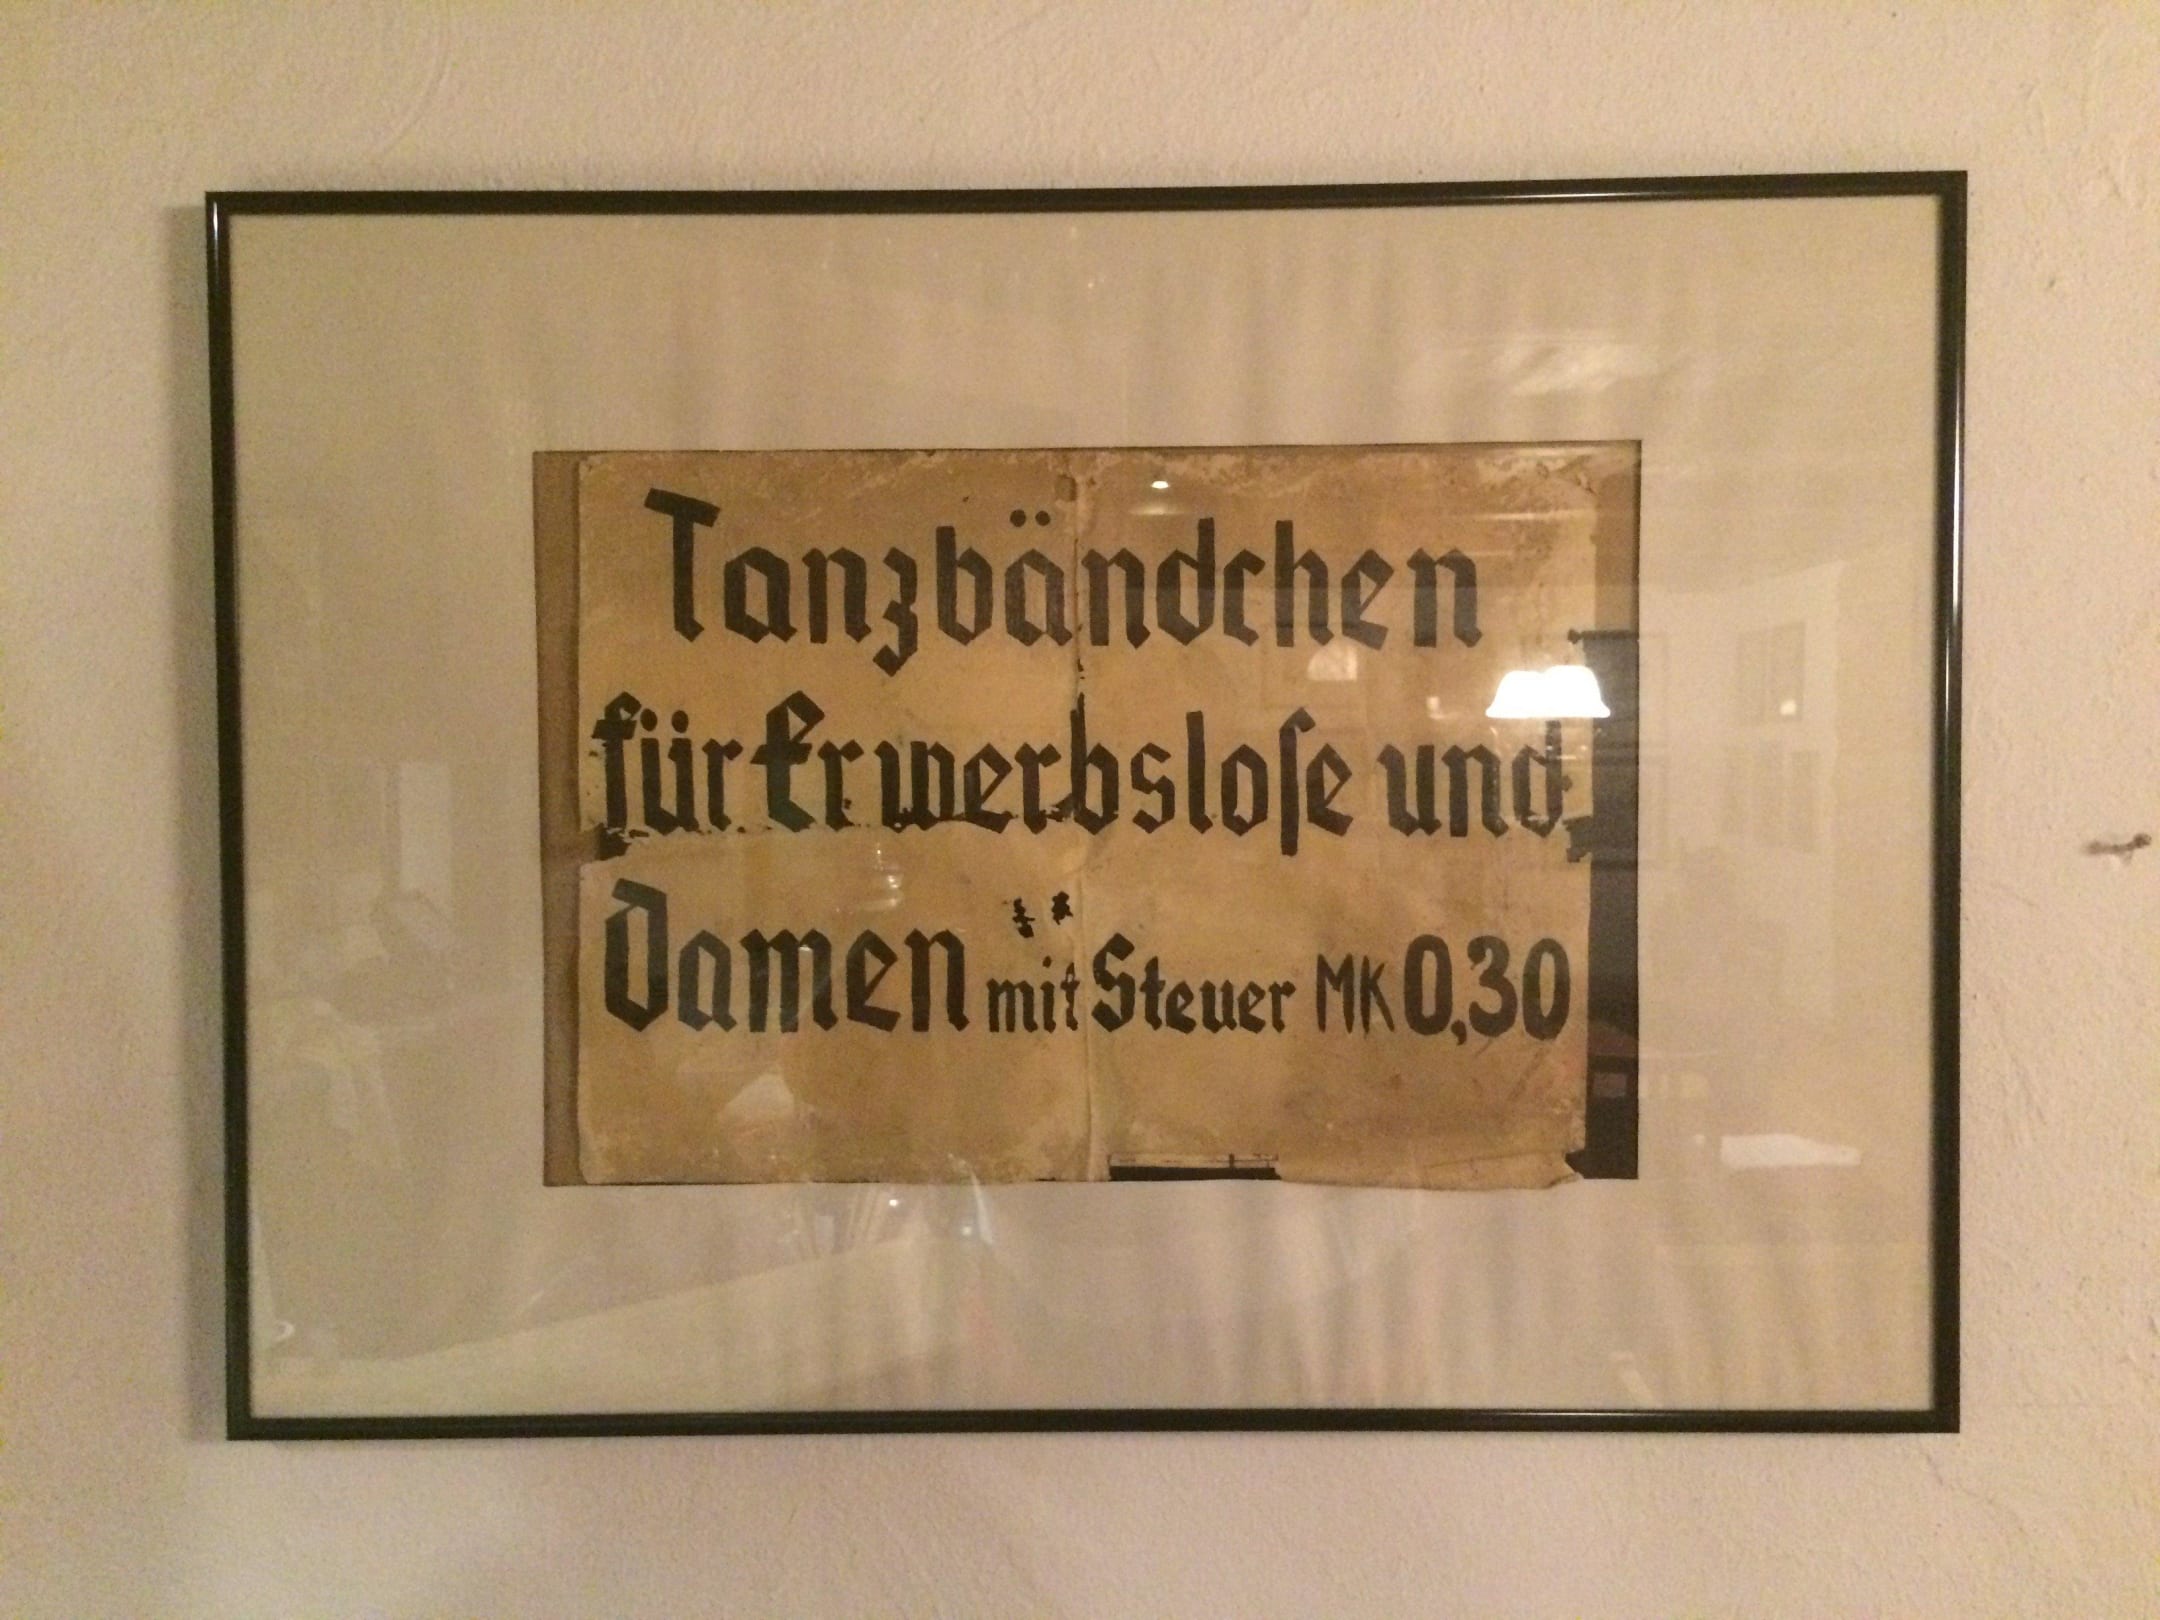 Tanzbändchen
für Erwerbsloſe und
Damen mit Steuer MK 0,30